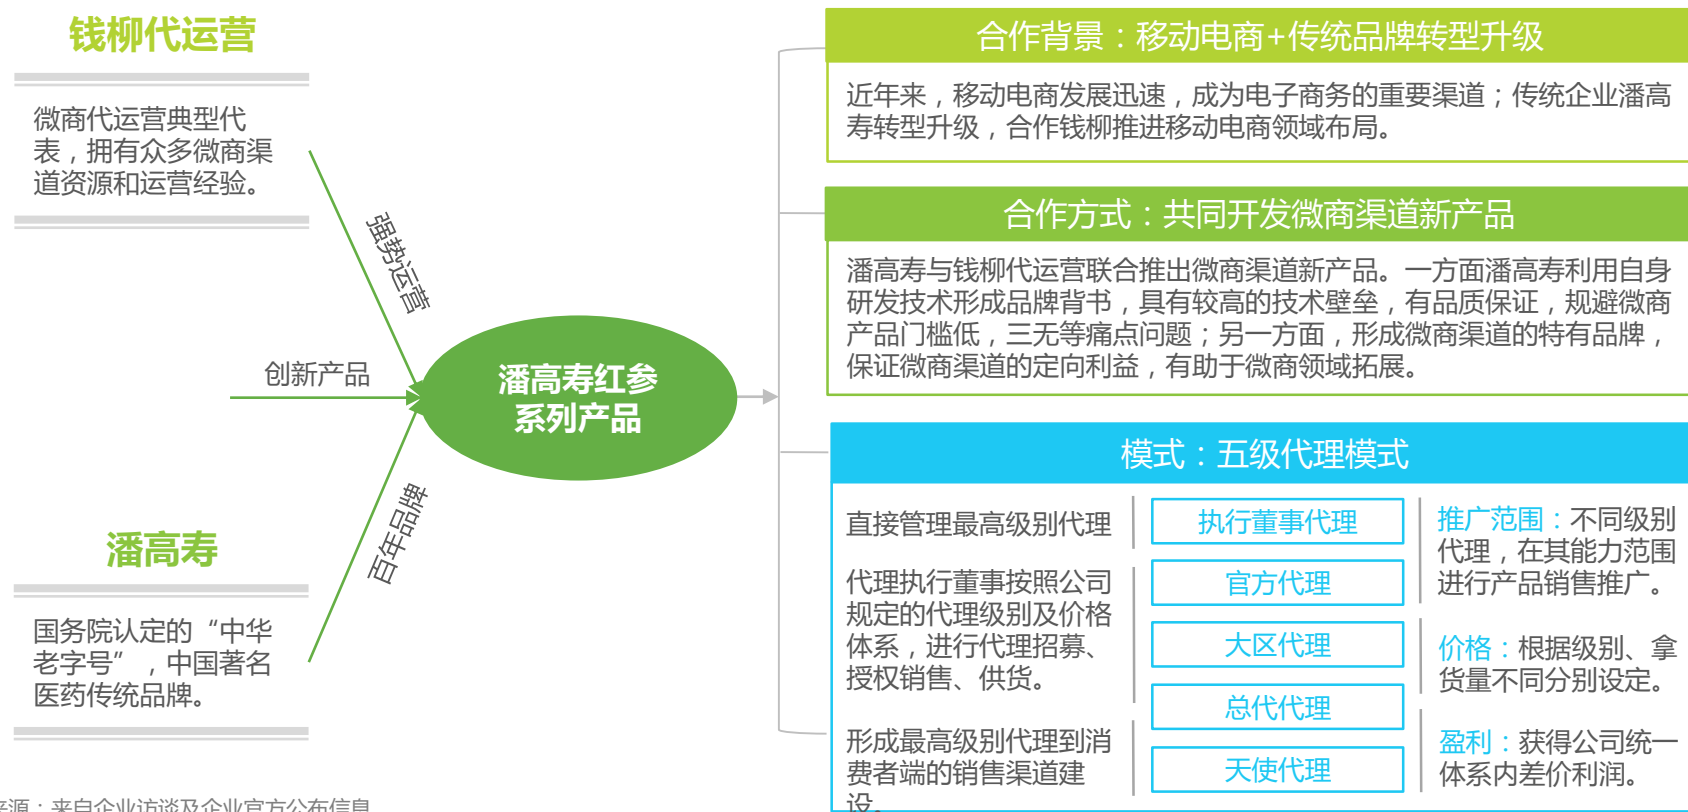 钱柳代运营
微商代运营典型代
表，拥有众多微商渠
道资源和运营经验。
强势运营
创新产品
百年品牌
潘高寿红参
系列产品
潘高寿
国务院认定的“中华
老字号”，中国著名
医药传统品牌。
合作背景：移动电商+传统品牌转型升级
近年来，移动电商发展迅速，成为电子商务的重要渠道；传统企业潘高
寿转型升级，合作钱柳推进移动电商领域布局。
合作方式：共同开发微商渠道新产品
潘高寿与钱柳代运营联合推出微商渠道新产品。一方面潘高寿利用自身
研发技术形成品牌背书，具有较高的技术壁垒，有品质保证，规避微商
产品门槛低，三无等痛点问题；另一方面，形成微商渠道的特有品牌，
保证微商渠道的定向利益，有助于微商领域拓展。
模式：五级代理模式
直接管理最高级别代理
代理执行董事按照公司
规定的代理级别及价格
体系，进行代理招募、
授权销售、供货。
形成最高级别代理到消
费者端的销售渠道建
设。
执行董事代理
官方代理
大区代理
总代代理
天使代理
推广范围：不同级别
代理，在其能力范围
进行产品销售推广。
价格：根据级别、拿
货量不同分别设定。
盈利：获得公司统一
体系内差价利润。
来源：来自企业访谈及企业官方公布信息